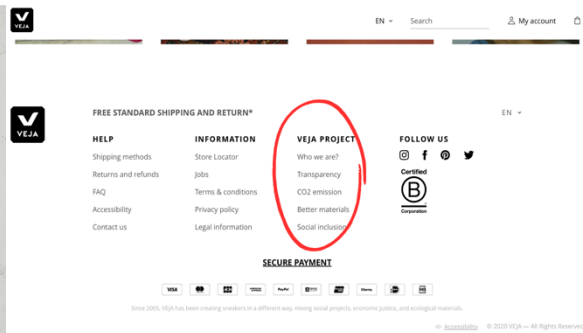 VEJA
EN
Search
My account
VEJA
FREE STANDARD SHIPPING AND RETURN*
EN
HELP
Shipping methods
Returns and refunds
FAQ
Accessibility
Contact us
INFORMATION
Store Locator
Jobs
Terms & conditions
Privacy policy
Legal information
VEJA PROJECT
Who we are?
Transparency
CO2 emission
Better materials
Social inclusion
FOLLOW US
Certified
B
Corporation
SECURE PAYMENT
VISA
PayPal
Klarna.
Since 2005, VEJA has been creating sneakers in a different way, mixing social projects, economic justice, and ecological materials.
Accessibility © 2020 VEJA — All Rights Reserved